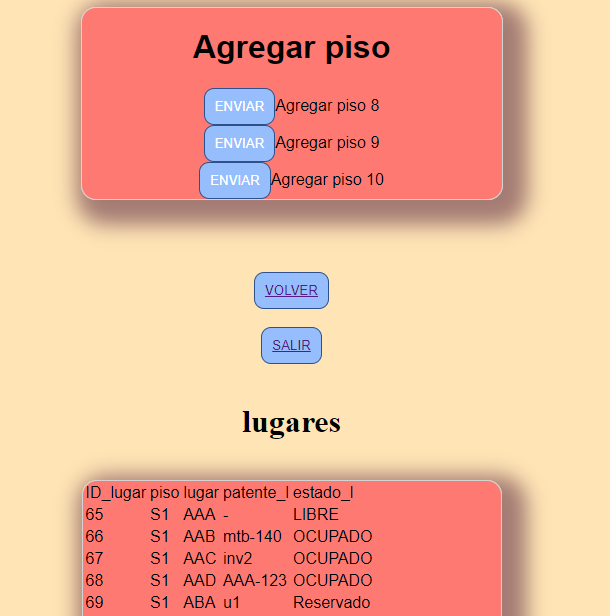 Agregar piso
ENVIAR Agregar piso 8
ENVIAR Agregar piso 9
ENVIAR Agregar piso 10
VOLVER
SALIR
lugares
ID_lugar piso lugar patente_l estado_l
65 S1 AAA - LIBRE
66 S1 AAB mtb-140 OCUPADO
67 S1 AAC inv2 OCUPADO
68 S1 AAD AAA-123 OCUPADO
69 S1 ABA u1 Reservado